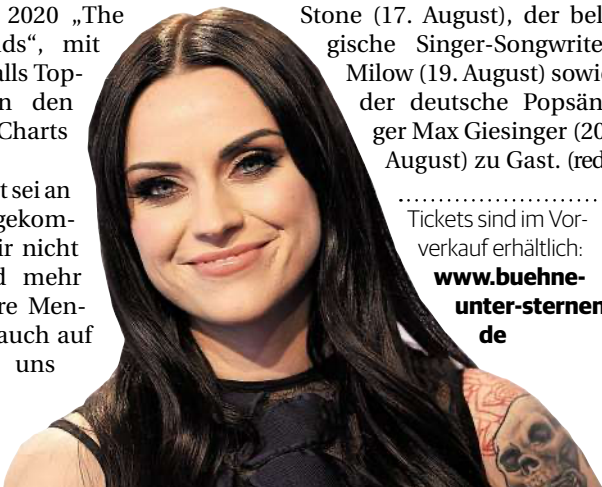 2020 „The
ds“, mit
alls Top-
n den
Charts
t sei an
gekom-
ir nicht
d mehr
re Men-
auch auf
uns
Stone (17. August), der bel-
gische Singer-Songwrite
Milow (19. August) sowie
der deutsche Popsän-
ger Max Giesinger (20
August) zu Gast. (red
Tickets sind im Vor-
verkauf erhältlich:
www.buehne-
unter-sternen
de